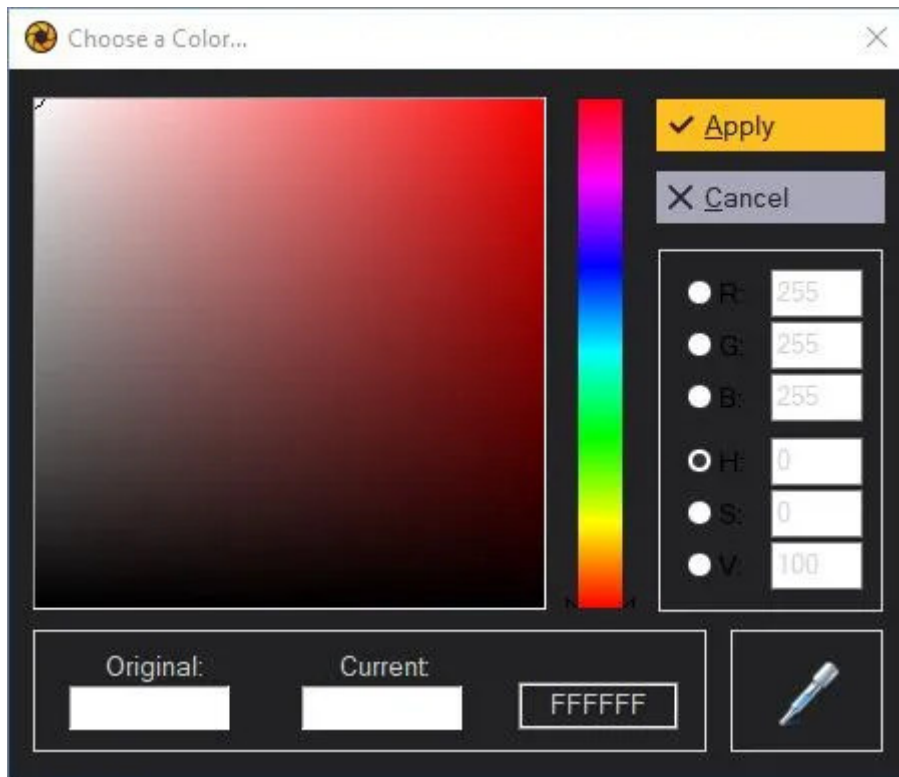 Choose a Color...
Apply
Cancel
R: 255
G: 255
B: 255
H: 0
S: 0
V: 100
Original:
Current:
FFFFFF